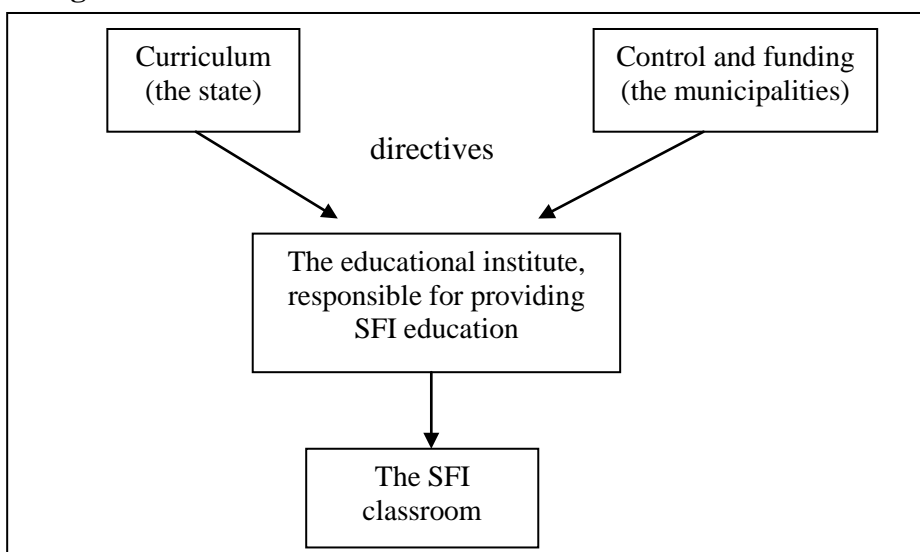 Curriculum
(the state)
Control and funding
(the municipalities)
directives
The educational institute,
responsible for providing
SFI education
The SFI
classroom